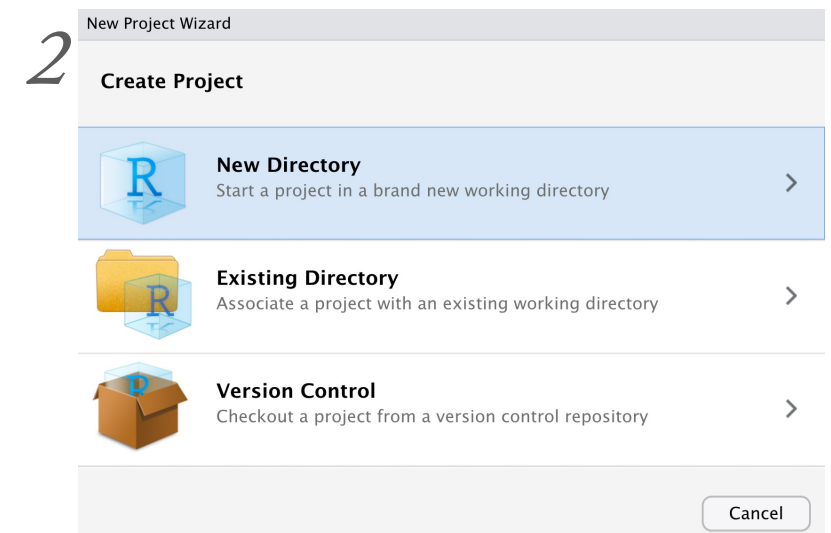 2
New Project Wizard
Create Project
R
New Directory
Start a project in a brand new working directory
R
Existing Directory
Associate a project with an existing working directory
R
Version Control
Checkout a project from a version control repository
Cancel